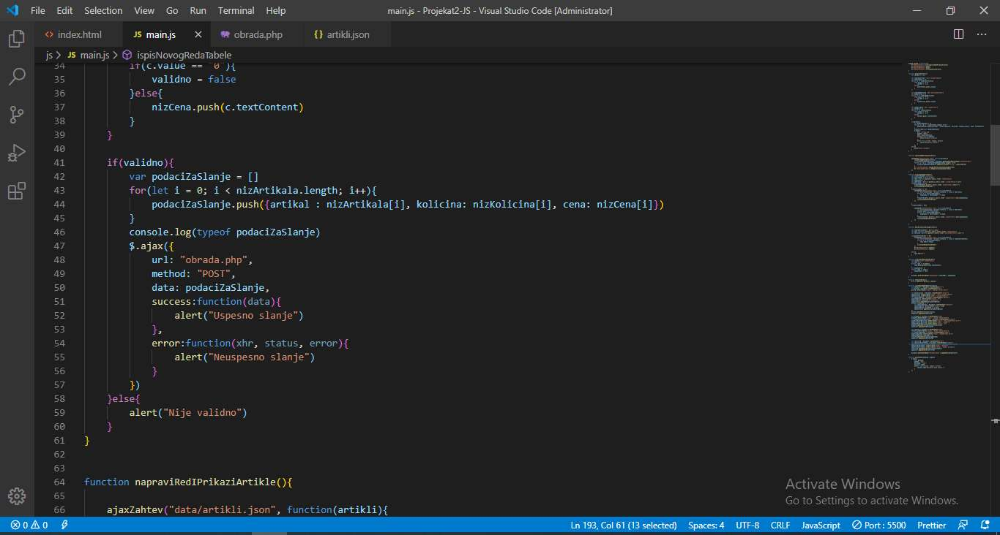 File Edit Selection View Go Run Terminal Help main.js - Projekat2-JS - Visual Studio Code [Administrator]
<> index.html JS main.js × obrada.php {} artikli.json ···
js > JS main.js > ispisNovogRedaTabele
34 if(c.value == "0"){
35 validno = false
36 }else{
37 nizCena.push(c.textContent)
38 }
39 }
40
41 if(validno){
42 var podaciZaSlanje = []
43 for(let i = 0; i < nizArtikala.length; i++){
44 podaciZaSlanje.push({artikal : nizArtikala[i], kolicina: nizKolicina[i], cena: nizCena[i]})
45 }
46 console.log(typeof podaciZaSlanje)
47 $.ajax({
48 url: "obrada.php",
49 method: "POST",
50 data: podaciZaSlanje,
51 success:function(data){
52 alert("Uspesno slanje")
53 },
54 error:function(xhr, status, error){
55 alert("Neuspesno slanje")
56 }
57 })
58 }else{
59 alert("Nije validno")
60 }
61 }
62
63
64 function napraviRedIPrikaziArtikle(){
65
66 ajaxZahtev("data/artikli.json", function(artikli){
Activate Windows
Go to Settings to activate Windows.
0 0 Ln 193, Col 61 (13 selected) Spaces: 4 UTF-8 CRLF JavaScript Port : 5500 Prettier